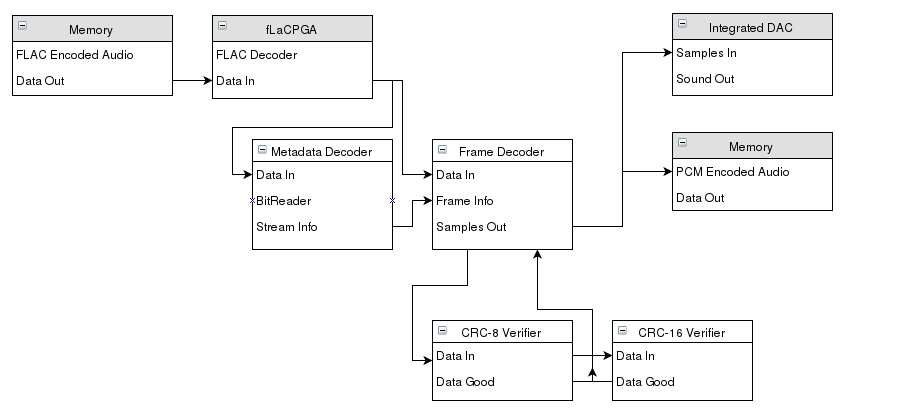 Memory
FLAC Encoded Audio
Data Out
fLaCPGA
FLAC Decoder
Data In
Integrated DAC
Samples In
Sound Out
Metadata Decoder
Data In
BitReader
Stream Info
Frame Decoder
Data In
Frame Info
Samples Out
Memory
PCM Encoded Audio
Data Out
CRC-8 Verifier
Data In
Data Good
CRC-16 Verifier
Data In
Data Good